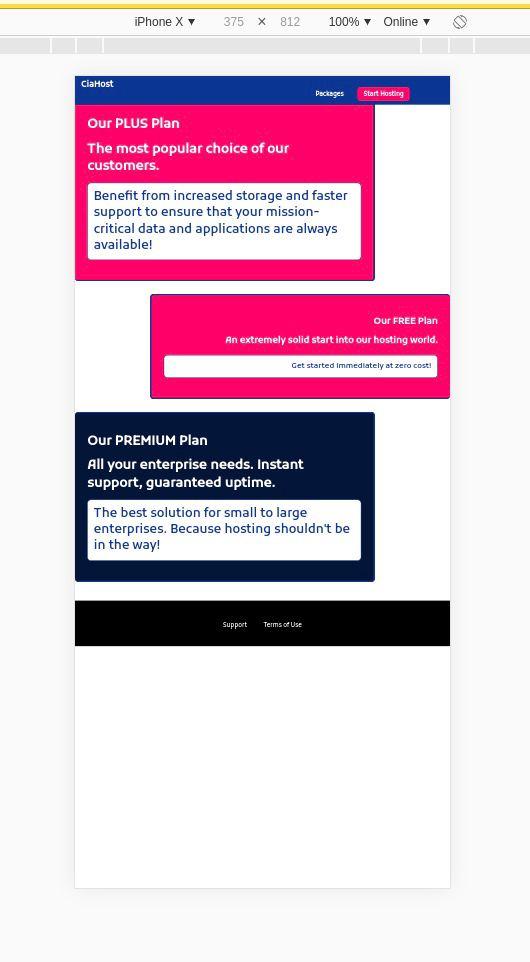 iPhone X ▼ 375 × 812 100% ▼ Online ▼
CiaHost
Packages Start Hosting
Our PLUS Plan
The most popular choice of our
customers.
Benefit from increased storage and faster
support to ensure that your mission-
critical data and applications are always
available!
Our FREE Plan
An extremely solid start into our hosting world.
Get started immediately at zero cost!
Our PREMIUM Plan
All your enterprise needs. Instant
support, guaranteed uptime.
The best solution for small to large
enterprises. Because hosting shouldn't be
in the way!
Support Terms of Use